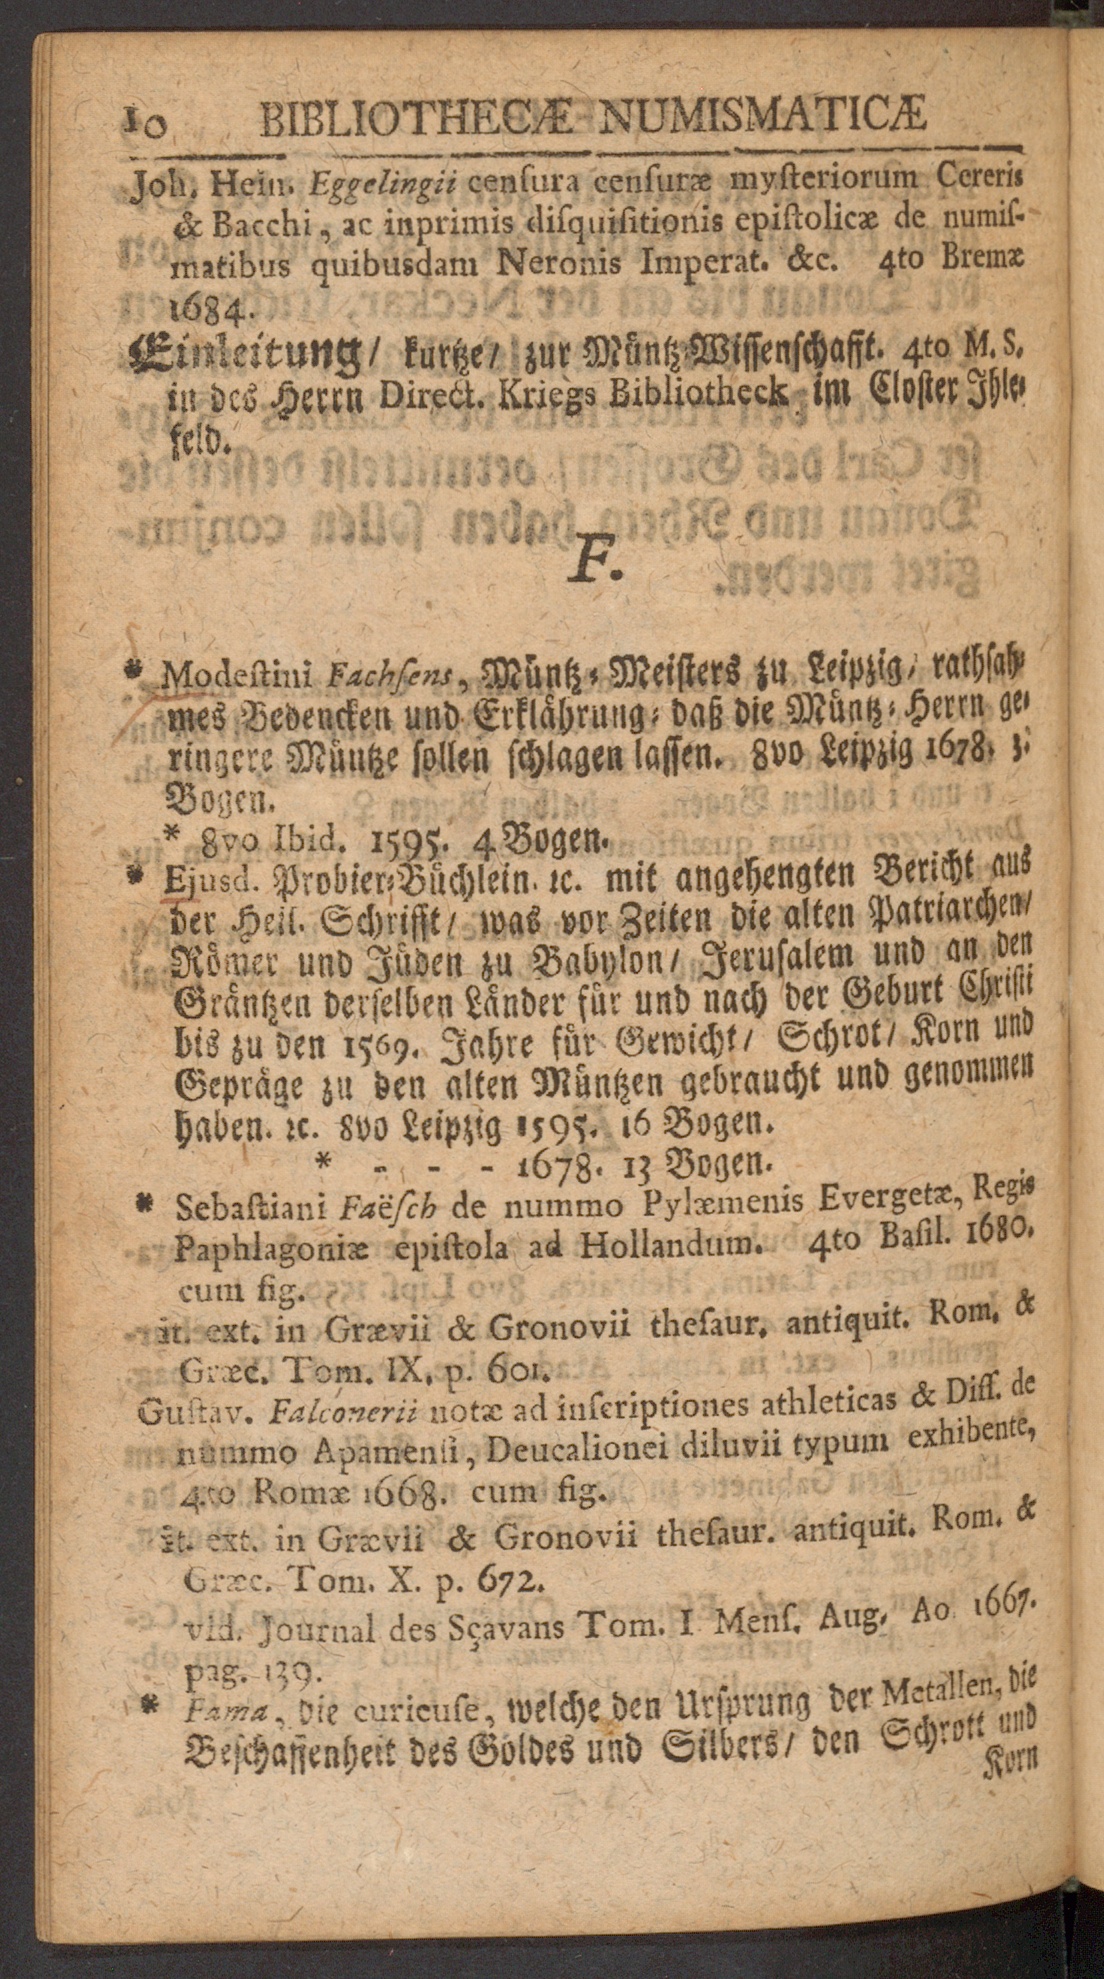 10 BIBLIOTHECÆ NUMISMATICÆ
Joh. Hein. Eggelingii cenſura cenſuræ myſteriorum Cereris
& Bacchi, ac inprimis diſquiſitionis epiſtolicæ de numiſ-
matibus quibusdam Neronis Imperat. &c. 4to Bremæ
1684.
Einleitung/ kurtze/ zur Müntz-Wiſſenſchafft. 4to M. S.
in des Herrn Direct. Kriegs Bibliotheck im Cloſter Ihle-
feld.
F.
* Modeſtini Fachſens, Müntz-Meiſters zu Leipzig/ rathſah-
mes Bedencken und Erklährung, daß die Müntz-Herrn ge-
ringere Müntze ſollen ſchlagen laſſen. 8vo Leipzig 1678. 3.
Bogen.
* 8vo Ibid. 1595. 4 Bogen.
* Ejusd. Probier-Büchlein. ꝛc. mit angehengten Bericht aus
der Heil. Schrifft/ was vor Zeiten die alten Patriarchen/
Römer und Jüden zu Babylon/ Jeruſalem und an den
Gräntzen derſelben Länder für und nach der Geburt Chriſti
bis zu den 1569. Jahre für Gewicht/ Schrot/ Korn und
Gepräge zu den alten Müntzen gebraucht und genommen
haben. ꝛc. 8vo Leipzig 1595. 16 Bogen.
* - - - 1678. 13 Bogen.
* Sebaſtiani Faëſch de nummo Pylæmenis Evergetæ, Regis
Paphlagoniæ epiſtola ad Hollandum. 4to Baſil. 1680.
cum fig.
it. ext. in Grævii & Gronovii theſaur. antiquit. Rom. &
Græc. Tom. IX. p. 601.
Guſtav. Falconerii notæ ad inſcriptiones athleticas & Diſſ. de
nummo Apamenſi, Deucalionei diluvii typum exhibente,
4to Romæ 1668. cum fig.
it. ext. in Grævii & Gronovii theſaur. antiquit. Rom. &
Græc. Tom. X. p. 672.
vid. Journal des Sçavans Tom. I Menſ. Aug. Ao 1667.
pag. 139.
* Fama, die curieuſe, welche den Urſprung der Metallen, die
Beſchaffenheit des Goldes und Silbers/ den Schrott und
Korn